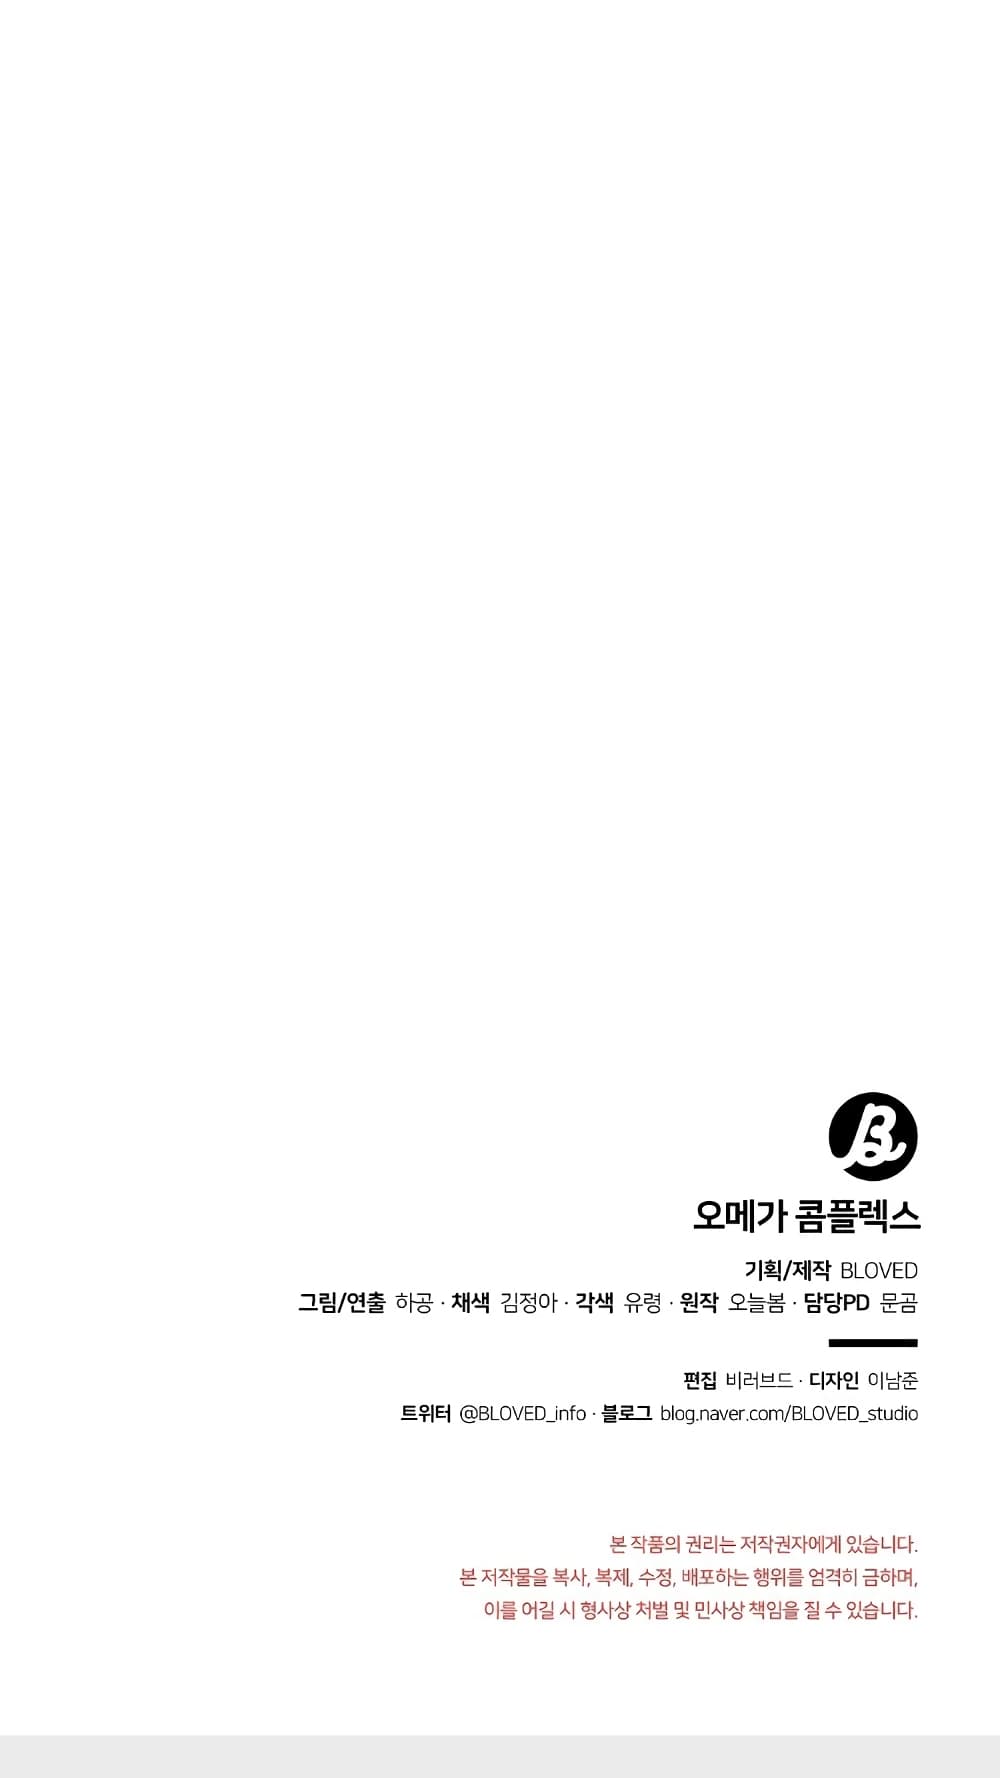 B
오메가 콤플렉스
기획/제작 BLOVED
그림/연출 하공 · 채색 김정아 · 각색 유령 · 원작 오늘봄 · 담당PD 문곰
편집 비러브드 · 디자인 이남준
트위터 @BLOVED_info · 블로그 blog.naver.com/BLOVED_studio
본 작품의 권리는 저작권자에게 있습니다.
본 저작물을 복사, 복제, 수정, 배포하는 행위를 엄격히 금하며,
이를 어길 시 형사상 처벌 및 민사상 책임을 질 수 있습니다.